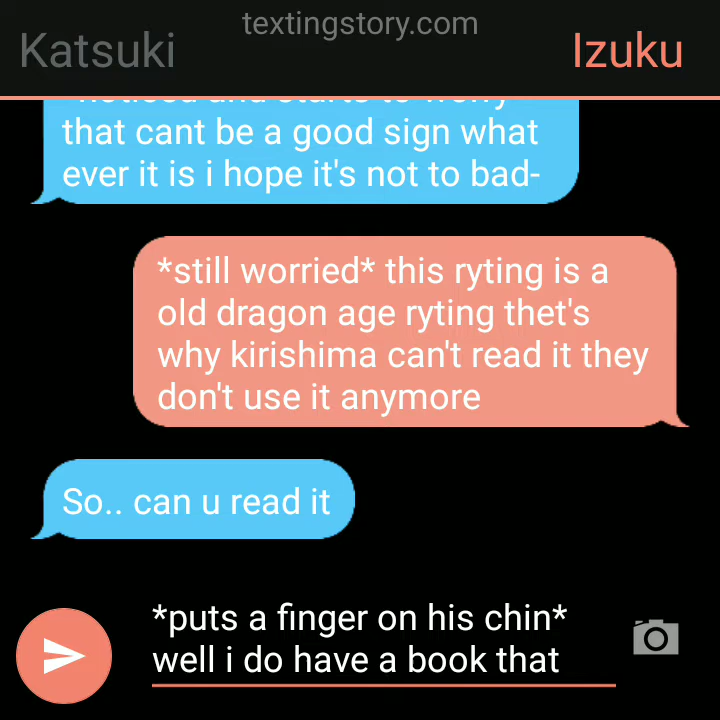 textingstory.com
Katsuki
Izuku
that cant be a good sign what
ever it is i hope it's not to bad-
*still worried* this ryting is a
old dragon age ryting thet's
why kirishima can't read it they
don't use it anymore
So.. can u read it
*puts a finger on his chin*
well i do have a book that